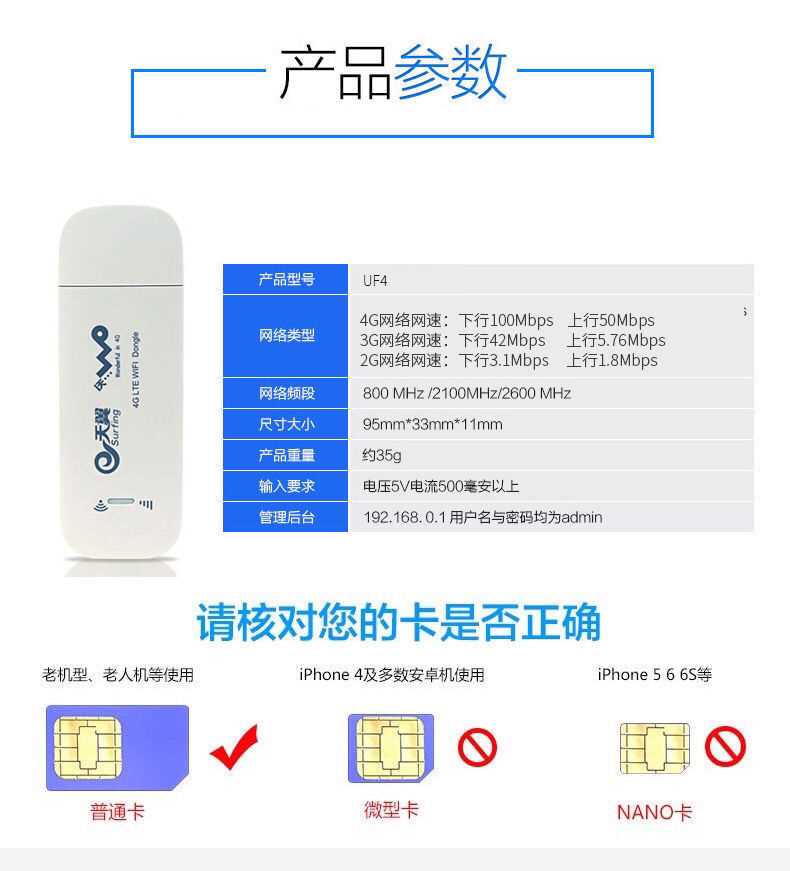 产品参数
产品型号 UF4
网络类型
4G网络网速：下行100Mbps 上行50Mbps
3G网络网速：下行42Mbps 上行5.76Mbps
2G网络网速：下行3.1Mbps 上行1.8Mbps
网络频段 800 MHz /2100MHz/2600 MHz
尺寸大小 95mm*33mm*11mm
产品重量 约35g
输入要求 电压5V电流500毫安以上
管理后台 192.168. 0.1 用户名与密码均为admin
WO
Wonderful in 4G
4G LTE WIFI Dongle
天翼
Surfing
请核对您的卡是否正确
老机型、老人机等使用
iPhone 4及多数安卓机使用
iPhone 5 6 6S等
普通卡
微型卡
NANO卡